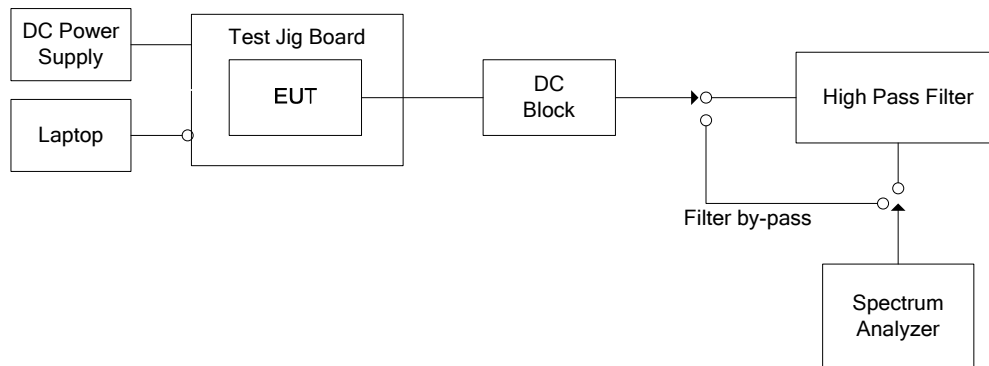 DC Power
Supply
Test Jig Board
EUT
DC
Block
High Pass Filter
Laptop
Filter by-pass
Spectrum
Analyzer